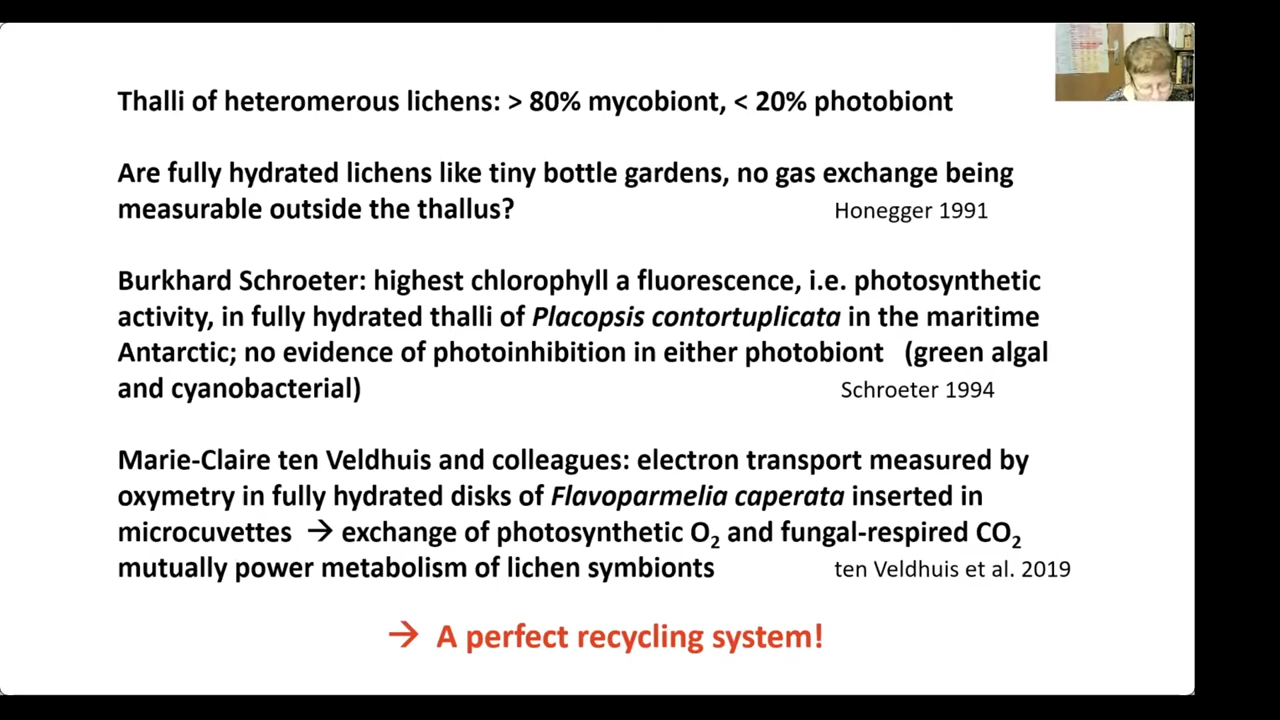 Thalli of heteromerous lichens: > 80% mycobiont, < 20% photobiont
Are fully hydrated lichens like tiny bottle gardens, no gas exchange being
measurable outside the thallus? Honegger 1991
Burkhard Schroeter: highest chlorophyll a fluorescence, i.e. photosynthetic
activity, in fully hydrated thalli of Placopsis contortuplicata in the maritime
Antarctic; no evidence of photoinhibition in either photobiont (green algal
and cyanobacterial) Schroeter 1994
Marie-Claire ten Veldhuis and colleagues: electron transport measured by
oxymetry in fully hydrated disks of Flavoparmelia caperata inserted in
microcuvettes → exchange of photosynthetic O₂ and fungal-respired CO₂
mutually power metabolism of lichen symbionts ten Veldhuis et al. 2019
→ A perfect recycling system!